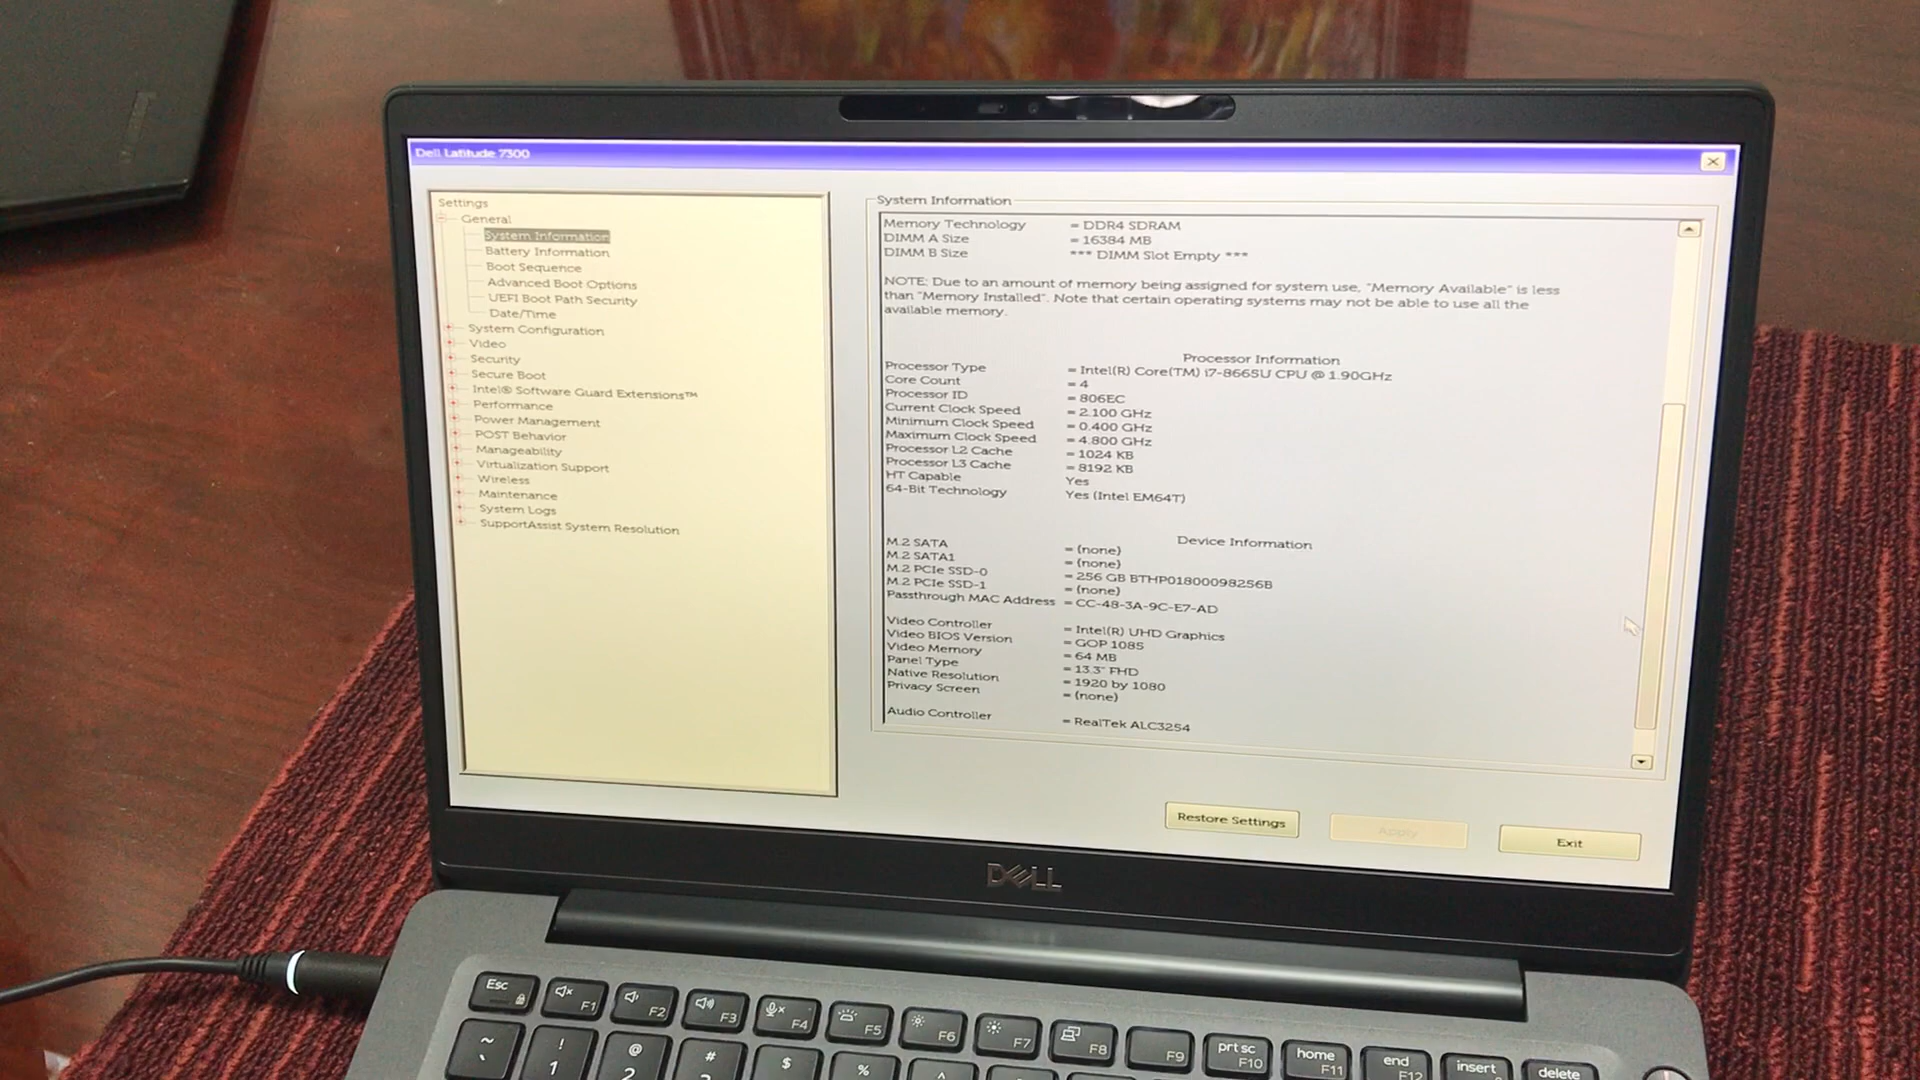 Dell Latitude 7300
Settings
General
System Information
Battery Information
Boot Sequence
Advanced Boot Options
UEFI Boot Path Security
Date/Time
System Configuration
Video
Security
Secure Boot
Intel® Software Guard Extensions™
Performance
Power Management
POST Behavior
Manageability
Virtualization Support
Wireless
Maintenance
System Logs
SupportAssist System Resolution
System Information
Memory Technology = DDR4 SDRAM
DIMM A Size = 16384 MB
DIMM B Size *** DIMM Slot Empty ***
NOTE: Due to an amount of memory being assigned for system use, "Memory Available" is less
than "Memory Installed". Note that certain operating systems may not be able to use all the
available memory.
Processor Information
Processor Type = Intel(R) Core(TM) i7-8665U CPU @ 1.90GHz
Core Count = 4
Processor ID = 806EC
Current Clock Speed = 2.100 GHz
Minimum Clock Speed = 0.400 GHz
Maximum Clock Speed = 4.800 GHz
Processor L2 Cache = 1024 KB
Processor L3 Cache = 8192 KB
HT Capable Yes
64-Bit Technology Yes (Intel EM64T)
Device Information
M.2 SATA = (none)
M.2 SATA1 = (none)
M.2 PCIe SSD-0 = 256 GB BTHP01800098256B
M.2 PCIe SSD-1 = (none)
Passthrough MAC Address = CC-48-3A-9C-E7-AD
Video Controller = Intel(R) UHD Graphics
Video BIOS Version = GOP 1085
Video Memory = 64 MB
Panel Type = 13.3" FHD
Native Resolution = 1920 by 1080
Privacy Screen = (none)
Audio Controller = RealTek ALC3254
Restore Settings Apply Exit
DELL
Esc F1 F2 F3 F4 F5 F6 F7 F8 F9 prt sc F10 home F11 end F12 insert delete
~ ! @ # $ % ^
` 1 2